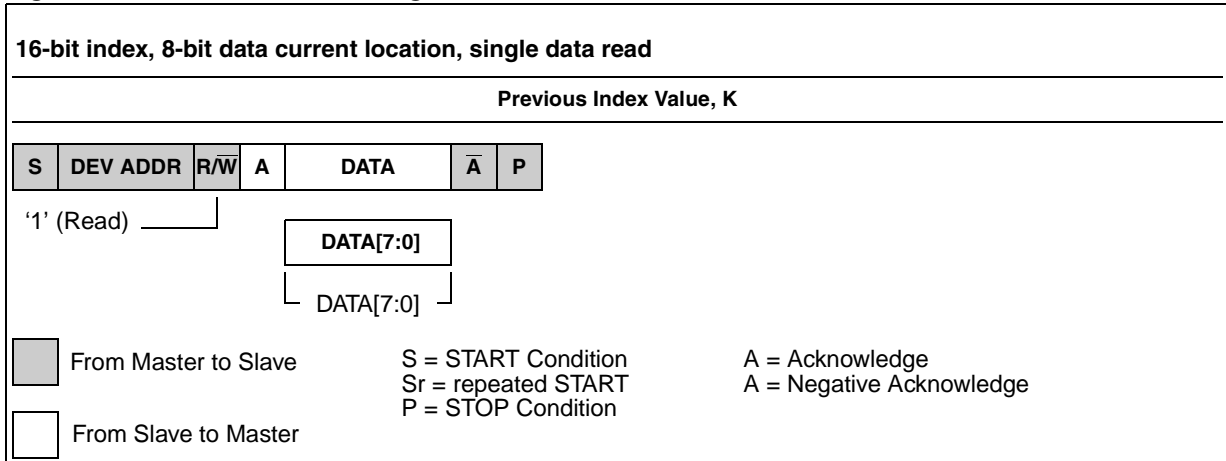 16-bit index, 8-bit data current location, single data read
Previous Index Value, K
S DEV ADDR R/W̅ A DATA A̅ P
‘1’ (Read)
DATA[7:0]
DATA[7:0]
From Master to Slave
S = START Condition
A = Acknowledge
Sr = repeated START
A = Negative Acknowledge
P = STOP Condition
From Slave to Master